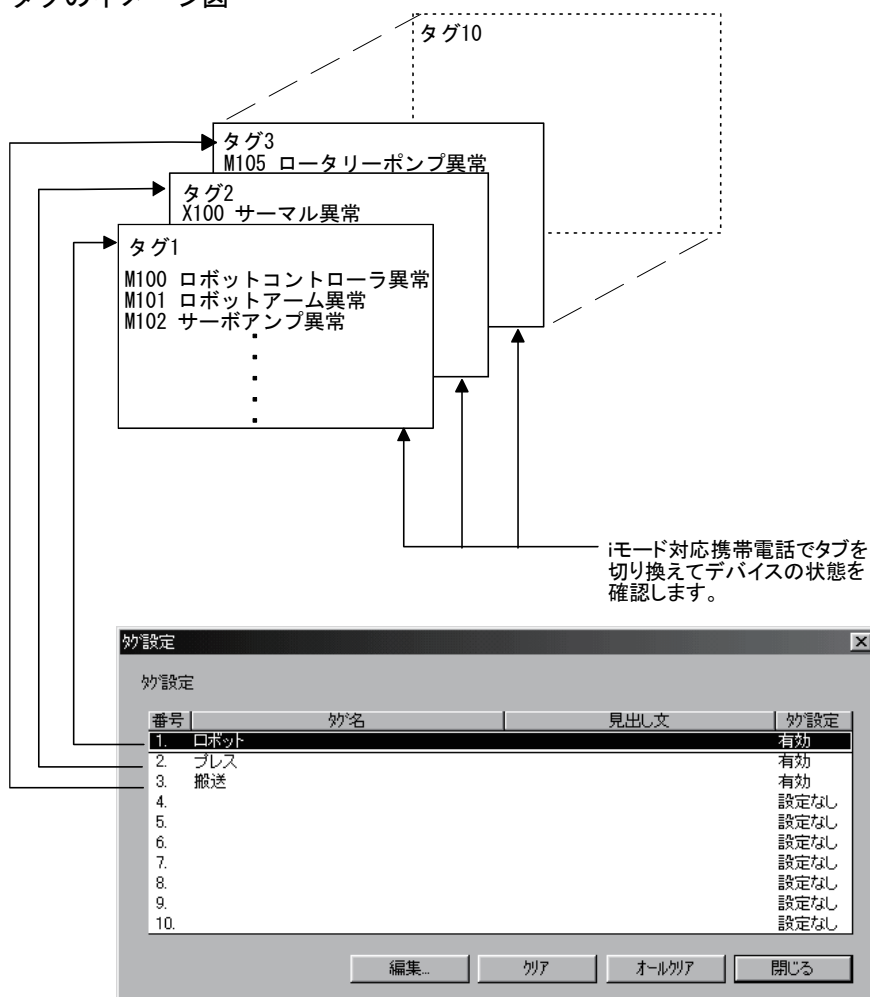 タグのイメージ図
タグ10
タグ3
M105 ロータリーポンプ異常
タグ2
X100 サーマル異常
タグ1
M100 ロボットコントローラ異常
M101 ロボットアーム異常
M102 サーボアンプ異常
iモード対応携帯電話でタブを
切り換えてデバイスの状態を
確認します。
ﾀｸﾞ設定
ﾀｸﾞ設定
番号 ﾀｸﾞ名 見出し文 ﾀｸﾞ設定
1. ロボット 有効
2. プレス 有効
3. 搬送 有効
4. 設定なし
5. 設定なし
6. 設定なし
7. 設定なし
8. 設定なし
9. 設定なし
10. 設定なし
編集... ｸﾘｱ ｵｰﾙｸﾘｱ 閉じる